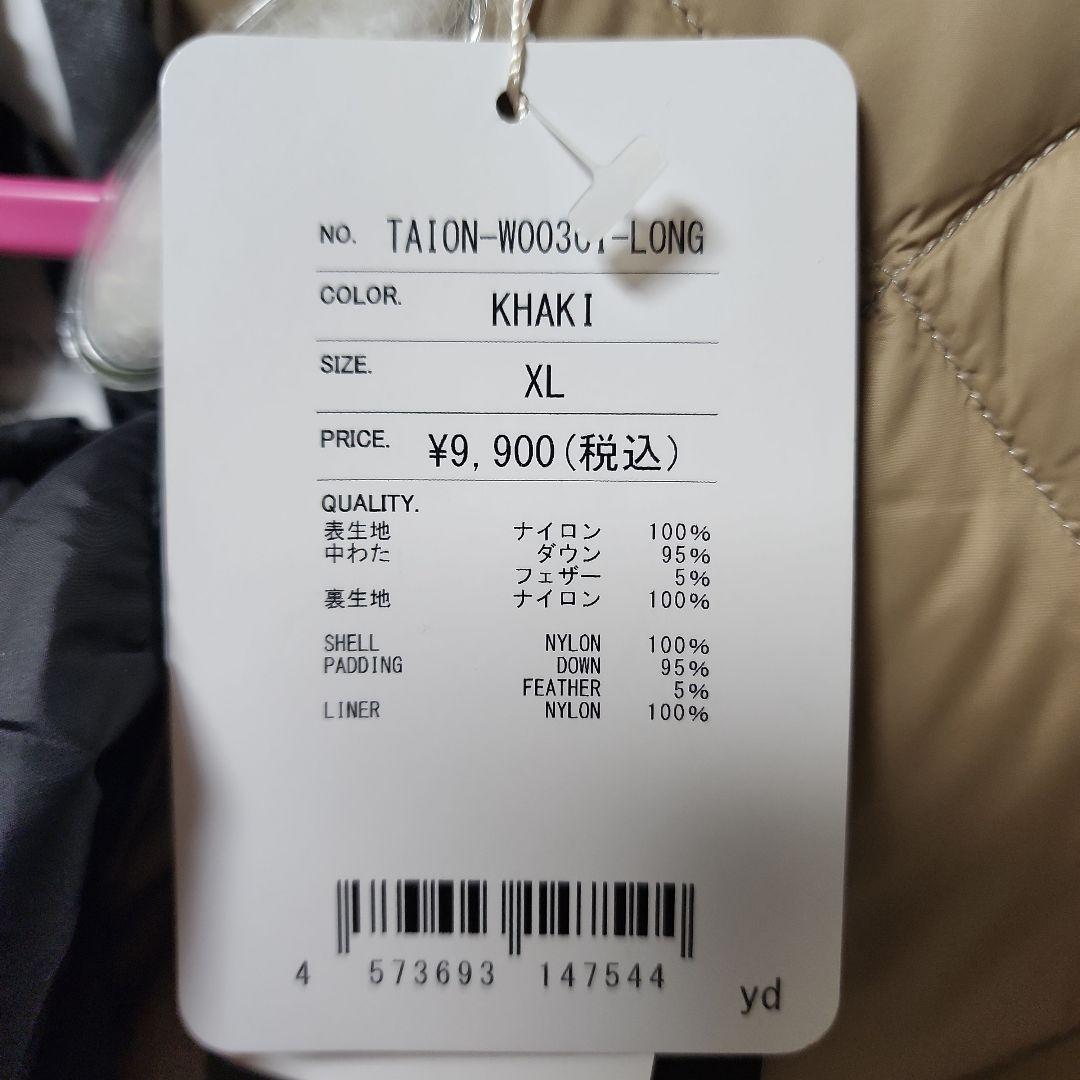 NO. TAION-W003
COLOR. KHAKI
SIZE. XL
PRICE. ¥9,900(税込)
QUALITY.
表生地 ナイロン 100%
中わた ダウン 95%
フェザー 5%
裏生地 ナイロン 100%
SHELL NYLON 100%
PADDING DOWN 95%
FEATHER 5%
LINER NYLON 100%
4 573693 147544
yd